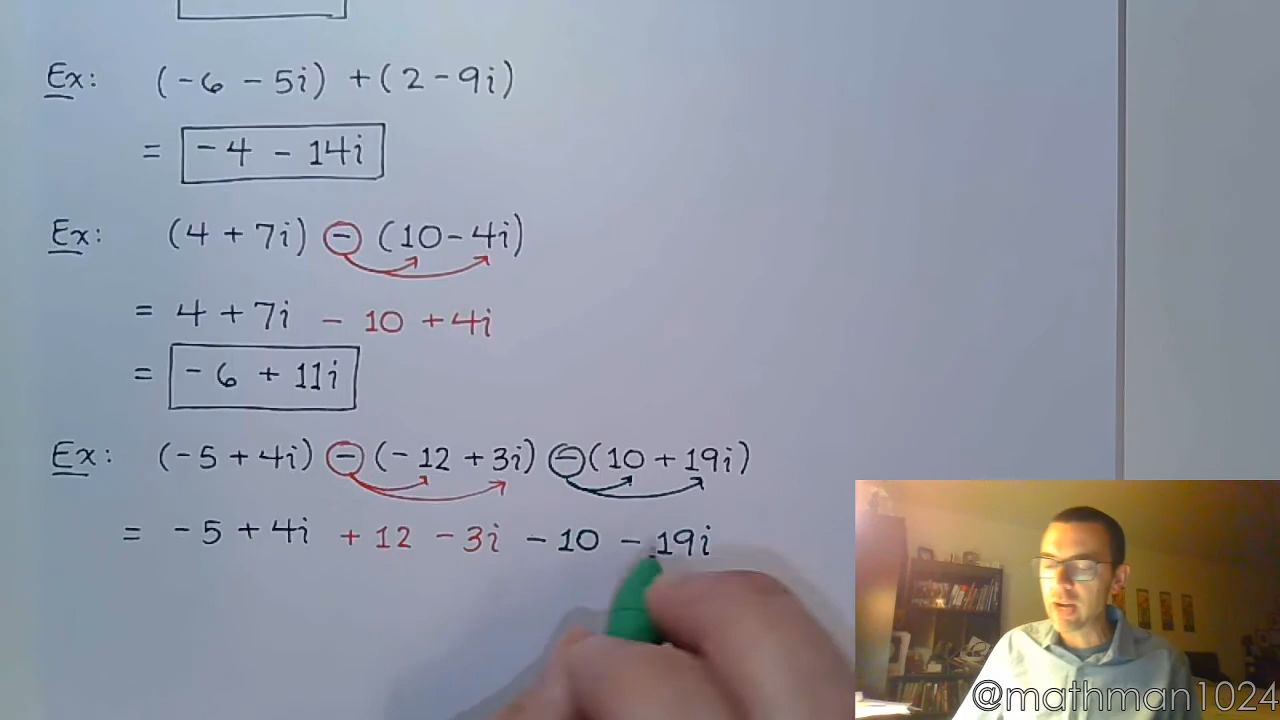 Ex: (-6 - 5i) + (2 - 9i)
= -4 - 14i
Ex: (4 + 7i) - (10 - 4i)
= 4 + 7i - 10 + 4i
= -6 + 11i
Ex: (-5 + 4i) - (-12 + 3i) - (10 + 19i)
= -5 + 4i + 12 - 3i - 10 - 19i
@mathman1024